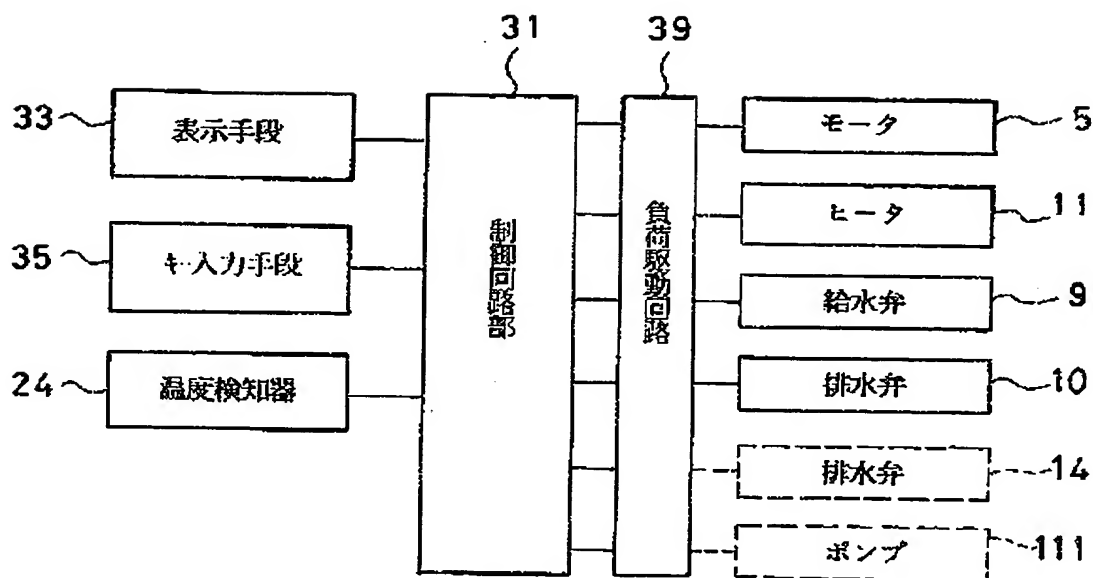 31 39
33 表示手段
35 キー入力手段
24 温度検知器
制御回路部
負荷駆動回路
モータ 5
ヒータ 11
給水弁 9
排水弁 10
排水弁 14
ポンプ 111